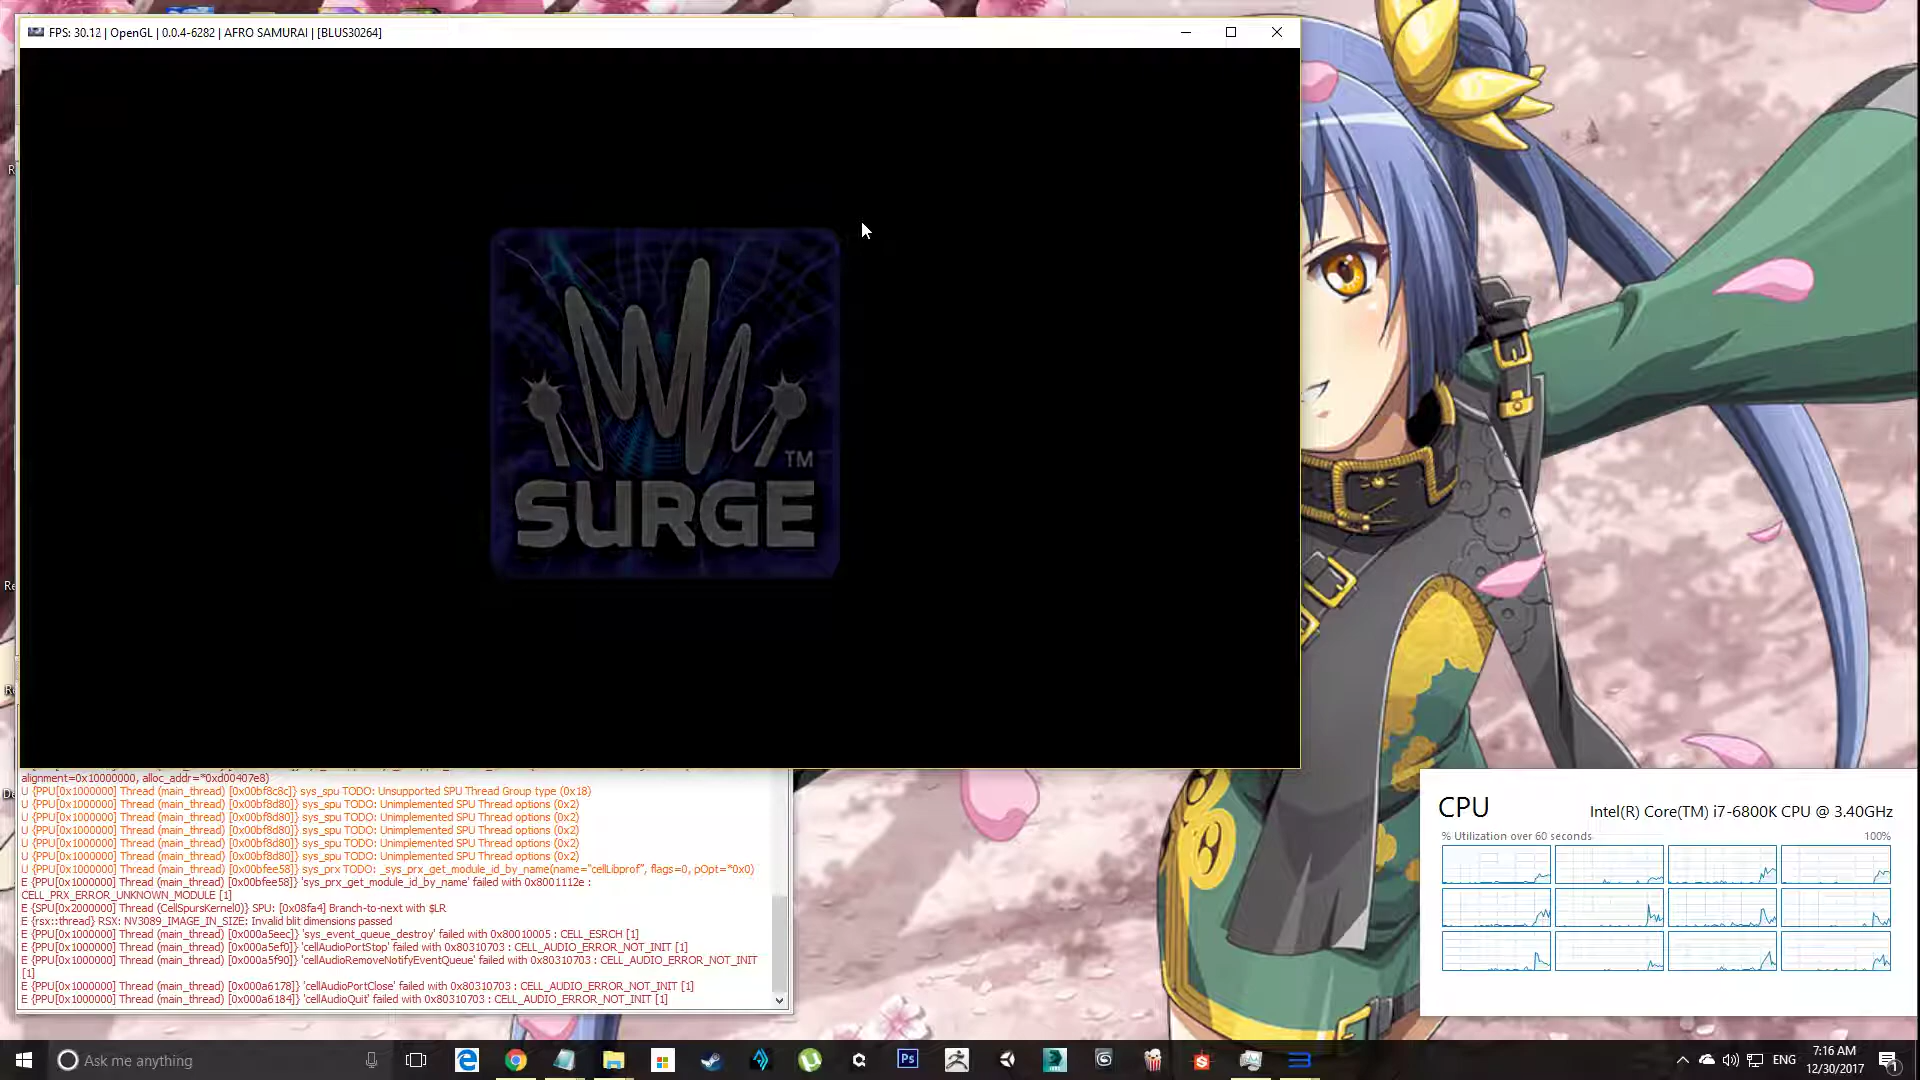 FPS: 30.12 | OpenGL | 0.0.4-6282 | AFRO SAMURAI | [BLUS30264]
TM
SURGE
alignment=0x10000000, alloc_addr=*0xd00407e8)
U {PPU[0x1000000] Thread (main_thread) [0x00bf8c8c]} sys_spu TODO: Unsupported SPU Thread Group type (0x18)
U {PPU[0x1000000] Thread (main_thread) [0x00bf8d80]} sys_spu TODO: Unimplemented SPU Thread options (0x2)
U {PPU[0x1000000] Thread (main_thread) [0x00bf8d80]} sys_spu TODO: Unimplemented SPU Thread options (0x2)
U {PPU[0x1000000] Thread (main_thread) [0x00bf8d80]} sys_spu TODO: Unimplemented SPU Thread options (0x2)
U {PPU[0x1000000] Thread (main_thread) [0x00bf8d80]} sys_spu TODO: Unimplemented SPU Thread options (0x2)
U {PPU[0x1000000] Thread (main_thread) [0x00bf8d80]} sys_spu TODO: Unimplemented SPU Thread options (0x2)
U {PPU[0x1000000] Thread (main_thread) [0x00bfee58]} sys_prx TODO: _sys_prx_get_module_id_by_name(name="cellLibprof", flags=0, pOpt=*0x0)
E {PPU[0x1000000] Thread (main_thread) [0x00bfee58]} 'sys_prx_get_module_id_by_name' failed with 0x8001112e :
CELL_PRX_ERROR_UNKNOWN_MODULE [1]
E {SPU[0x2000000] Thread (CellSpursKernel0)} SPU: [0x08fa4] Branch-to-next with $LR
E {rsx::thread} RSX: NV3089_IMAGE_IN_SIZE: Invalid blit dimensions passed
E {PPU[0x1000000] Thread (main_thread) [0x000a5eec]} 'sys_event_queue_destroy' failed with 0x80010005 : CELL_ESRCH [1]
E {PPU[0x1000000] Thread (main_thread) [0x000a5ef0]} 'cellAudioPortStop' failed with 0x80310703 : CELL_AUDIO_ERROR_NOT_INIT [1]
E {PPU[0x1000000] Thread (main_thread) [0x000a5f90]} 'cellAudioRemoveNotifyEventQueue' failed with 0x80310703 : CELL_AUDIO_ERROR_NOT_INIT
[1]
E {PPU[0x1000000] Thread (main_thread) [0x000a6178]} 'cellAudioPortClose' failed with 0x80310703 : CELL_AUDIO_ERROR_NOT_INIT [1]
E {PPU[0x1000000] Thread (main_thread) [0x000a6184]} 'cellAudioQuit' failed with 0x80310703 : CELL_AUDIO_ERROR_NOT_INIT [1]
CPU
Intel(R) Core(TM) i7-6800K CPU @ 3.40GHz
% Utilization over 60 seconds
100%
Ask me anything
Ps
ENG
7:16 AM
12/30/2017
1